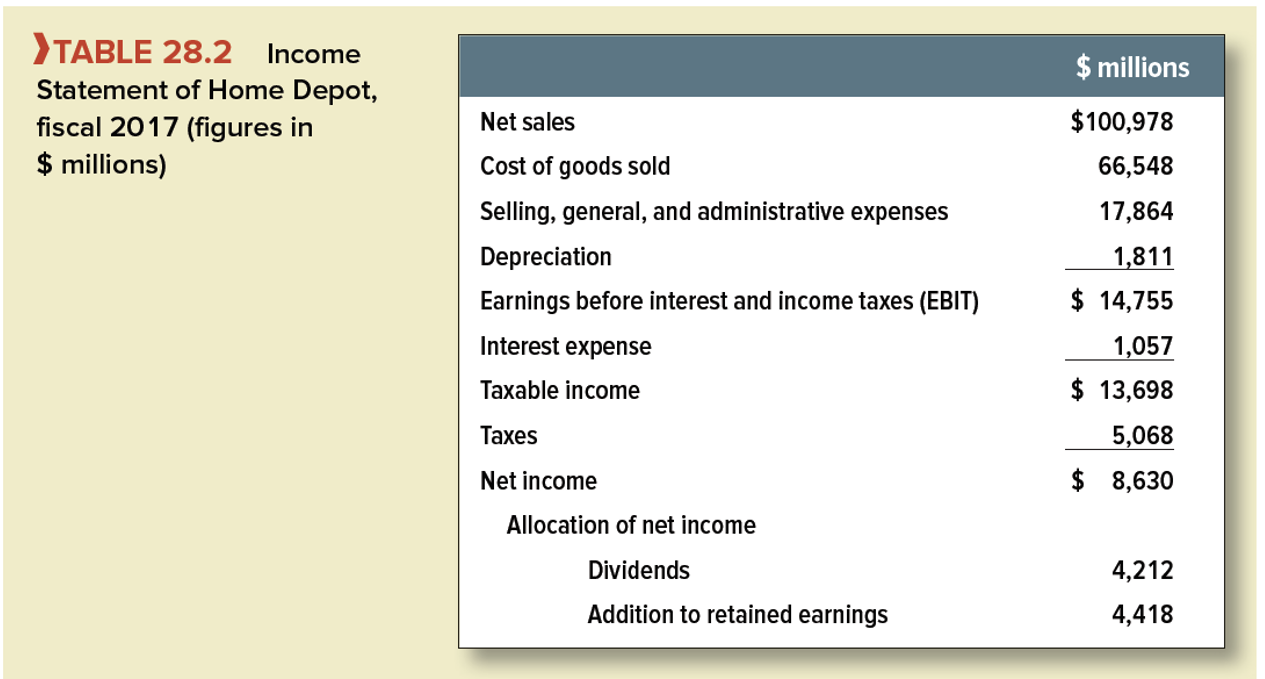 ❱TABLE 28.2 Income
Statement of Home Depot,
fiscal 2017 (figures in
$ millions)
$ millions
Net sales $100,978
Cost of goods sold 66,548
Selling, general, and administrative expenses 17,864
Depreciation 1,811
Earnings before interest and income taxes (EBIT) $ 14,755
Interest expense 1,057
Taxable income $ 13,698
Taxes 5,068
Net income $ 8,630
Allocation of net income
Dividends 4,212
Addition to retained earnings 4,418